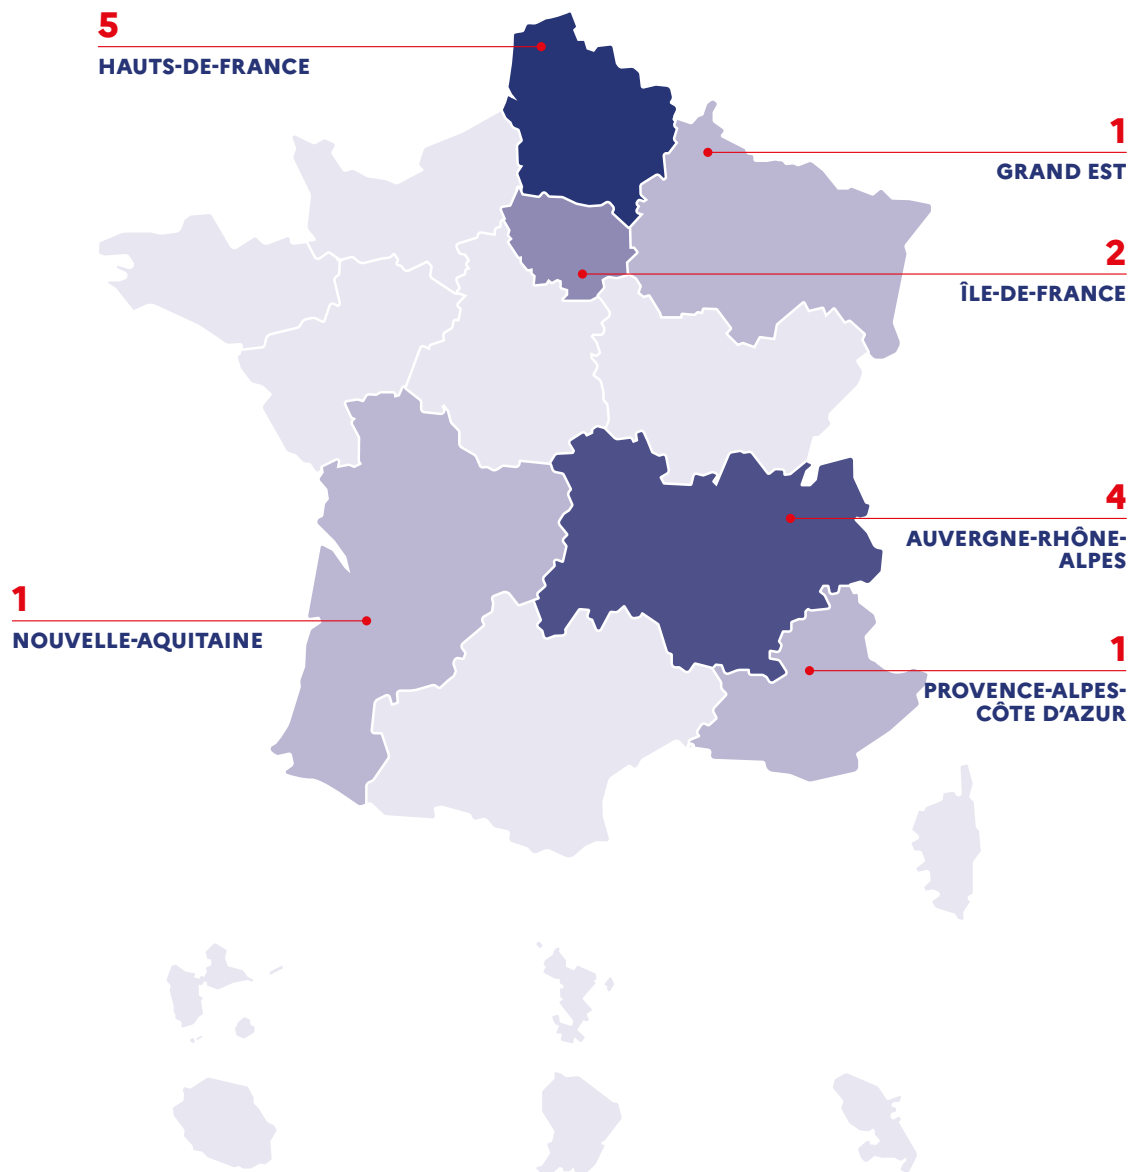 5
HAUTS-DE-FRANCE
1
GRAND EST
2
ÎLE-DE-FRANCE
4
AUVERGNE-RHÔNE-
ALPES
1
NOUVELLE-AQUITAINE
1
PROVENCE-ALPES-
CÔTE D’AZUR